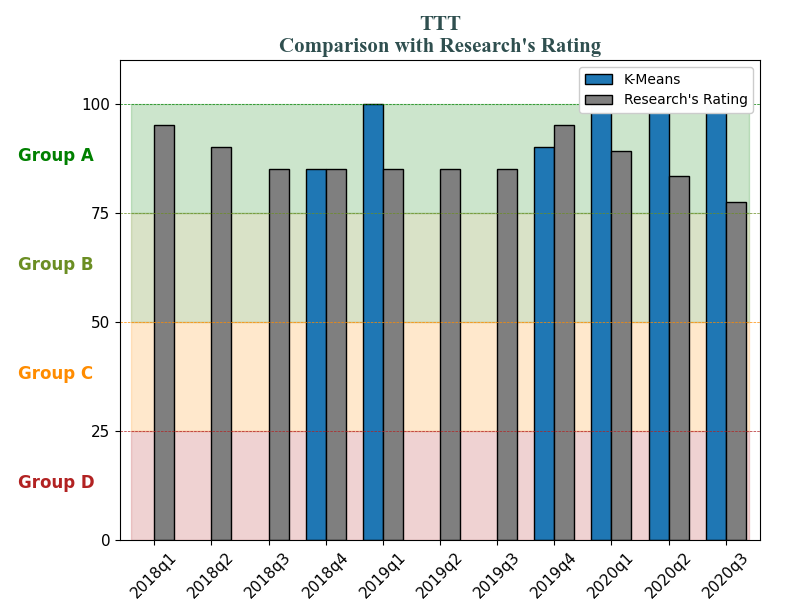 TTT
Comparison with Research's Rating
K-Means
Research's Rating
100
Group A
75
Group B
50
Group C
25
Group D
0
2018q1
2018q2
2018q3
2018q4
2019q1
2019q2
2019q3
2019q4
2020q1
2020q2
2020q3